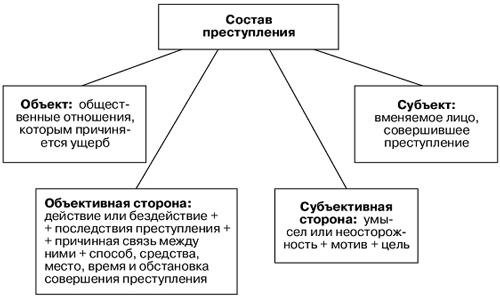 Состав
преступления
Объект: общест-
венные отношения,
которым причиня-
ется ущерб
Субъект:
вменяемое лицо,
совершившее
преступление
Объективная сторона:
действие или бездействие +
+ последствия преступления +
+ причинная связь между
ними + способ, средства,
место, время и обстановка
совершения преступления
Субъективная
сторона: умы-
сел или неосторож-
ность + мотив + цель